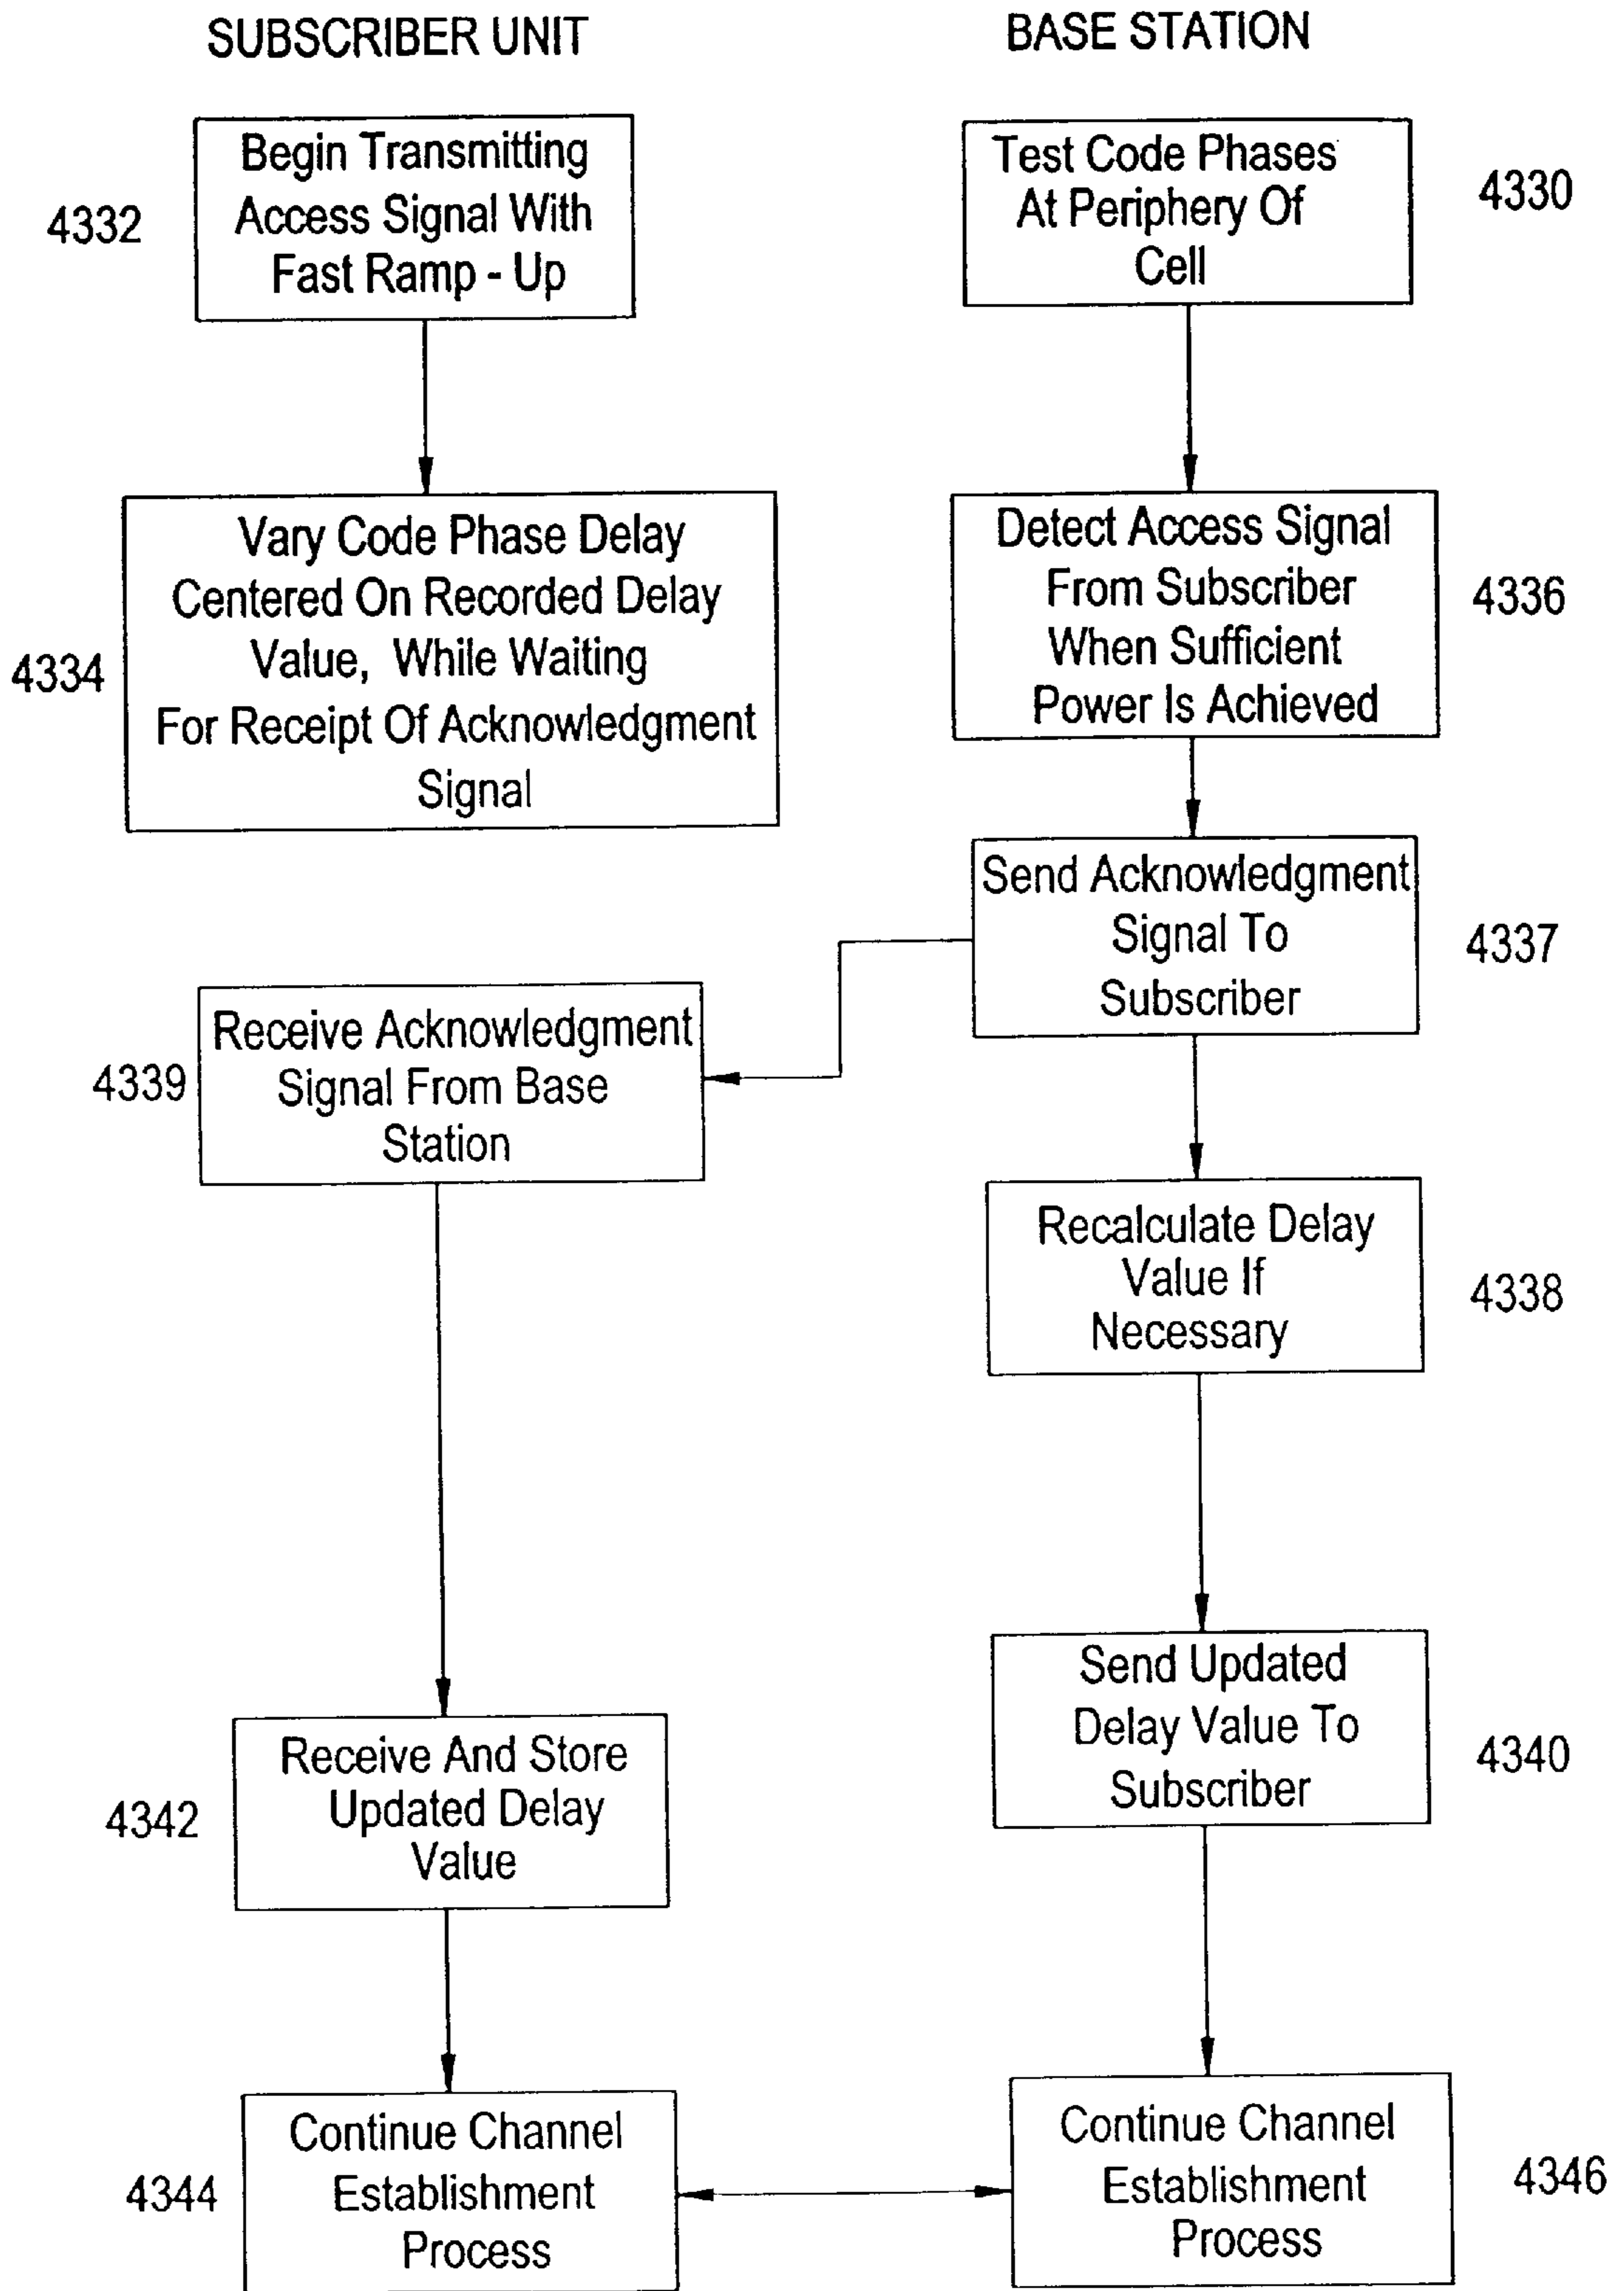 SUBSCRIBER UNIT
BASE STATION
Begin Transmitting
Access Signal With
Fast Ramp - Up
4332
Test Code Phases
At Periphery Of
Cell
4330
Vary Code Phase Delay
Centered On Recorded Delay
Value, While Waiting
For Receipt Of Acknowledgment
Signal
4334
Detect Access Signal
From Subscriber
When Sufficient
Power Is Achieved
4336
Send Acknowledgment
Signal To
Subscriber
4337
Receive Acknowledgment
Signal From Base
Station
4339
Recalculate Delay
Value If
Necessary
4338
Send Updated
Delay Value To
Subscriber
4340
Receive And Store
Updated Delay
Value
4342
Continue Channel
Establishment
Process
4344
Continue Channel
Establishment
Process
4346